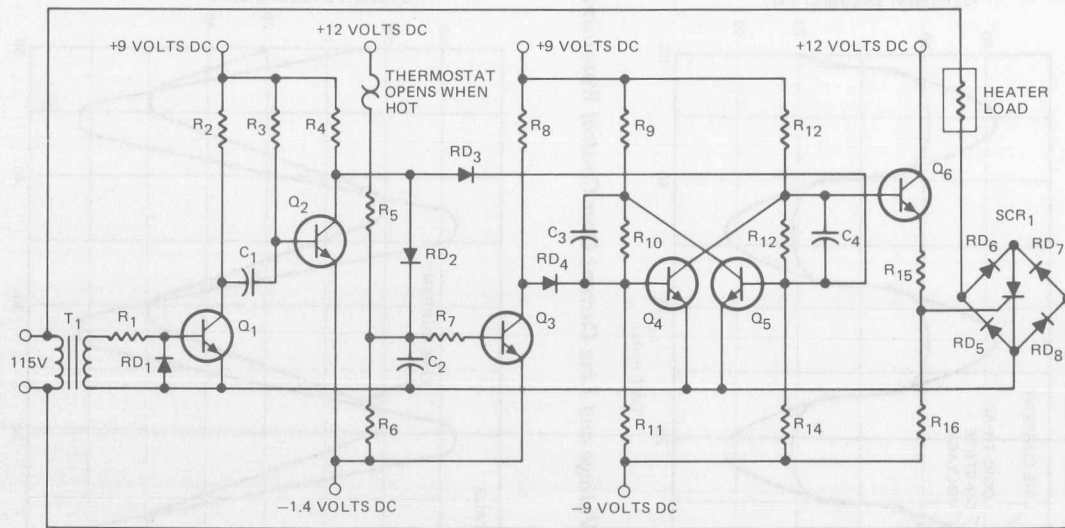 +9 VOLTS DC
+12 VOLTS DC
+9 VOLTS DC
+12 VOLTS DC
THERMOSTAT
OPENS WHEN
HOT
HEATER
LOAD
R2
R3
R4
R8
R9
R12
RD3
Q6
Q2
R5
C3
R10
R12
C4
SCR1
RD6
RD7
C1
RD2
RD4
R15
Q4
Q5
T1
R1
Q1
R7
Q3
RD5
RD8
115V
RD1
C2
R6
R11
R14
R16
−1.4 VOLTS DC
−9 VOLTS DC